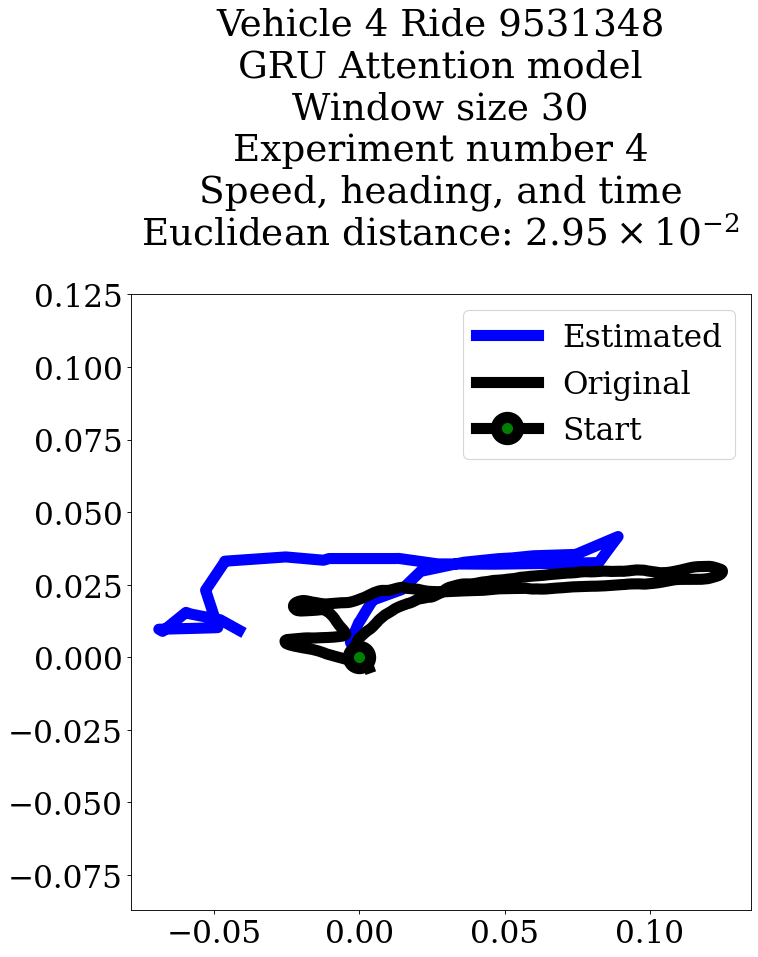 Vehicle 4 Ride 9531348
GRU Attention model
Window size 30
Experiment number 4
Speed, heading, and time
Euclidean distance: 2.95 × 10⁻²
0.125
0.100
0.075
0.050
0.025
0.000
−0.025
−0.050
−0.075
Estimated
Original
Start
−0.05 0.00 0.05 0.10